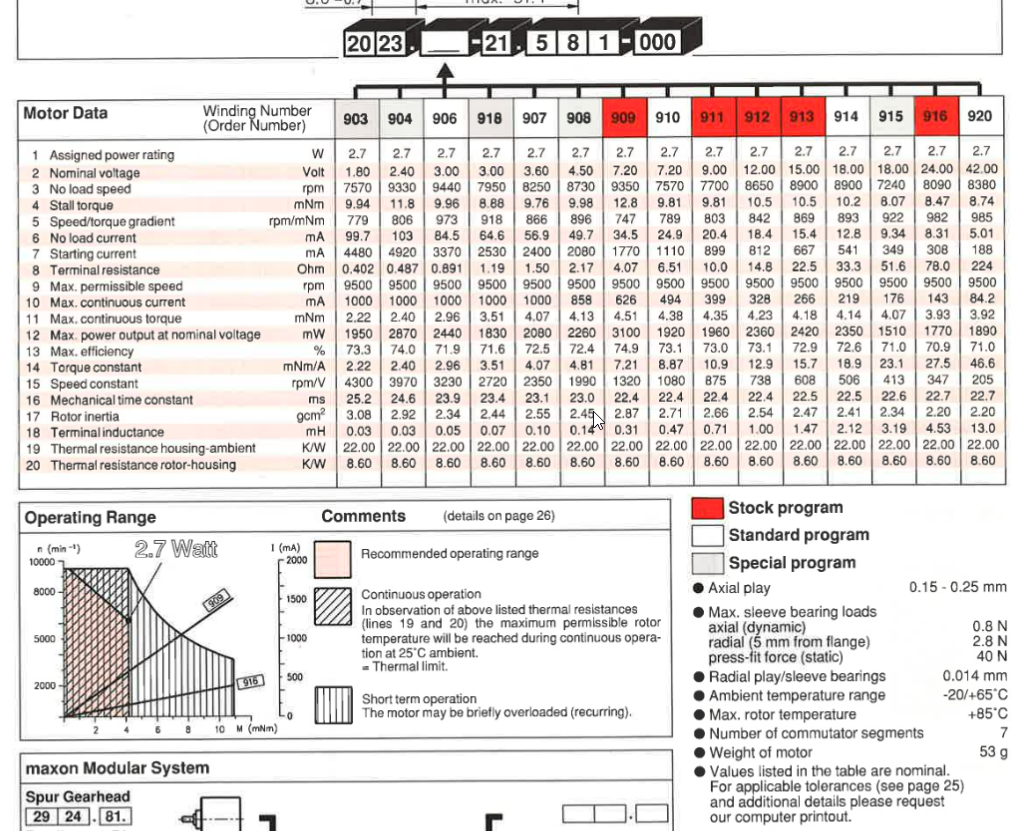 20 23 . __ - 21 . 5 8 1 - 000
Motor Data Winding Number (Order Number) 903 904 906 918 907 908 909 910 911 912 913 914 915 916 920
1 Assigned power rating W 2.7 2.7 2.7 2.7 2.7 2.7 2.7 2.7 2.7 2.7 2.7 2.7 2.7 2.7 2.7
2 Nominal voltage Volt 1.80 2.40 3.00 3.00 3.60 4.50 7.20 7.20 9.00 12.00 15.00 18.00 18.00 24.00 42.00
3 No load speed rpm 7570 9330 9440 7950 8250 8730 9350 7570 7700 8650 8900 8900 7240 8090 8380
4 Stall torque mNm 9.94 11.8 9.96 8.88 9.76 9.98 12.8 9.81 9.81 10.5 10.5 10.2 8.07 8.47 8.74
5 Speed/torque gradient rpm/mNm 779 806 973 918 866 896 747 789 803 842 869 893 922 982 985
6 No load current mA 99.7 103 84.5 64.6 56.9 49.7 34.5 24.9 20.4 18.4 15.4 12.8 9.34 8.31 5.01
7 Starting current mA 4480 4920 3370 2530 2400 2080 1770 1110 899 812 667 541 349 308 188
8 Terminal resistance Ohm 0.402 0.487 0.891 1.19 1.50 2.17 4.07 6.51 10.0 14.8 22.5 33.3 51.6 78.0 224
9 Max. permissible speed rpm 9500 9500 9500 9500 9500 9500 9500 9500 9500 9500 9500 9500 9500 9500 9500
10 Max. continuous current mA 1000 1000 1000 1000 1000 858 626 494 399 328 266 219 176 143 84.2
11 Max. continuous torque mNm 2.22 2.40 2.96 3.51 4.07 4.13 4.51 4.38 4.35 4.23 4.18 4.14 4.07 3.93 3.92
12 Max. power output at nominal voltage mW 1950 2870 2440 1830 2080 2260 3100 1920 1960 2360 2420 2350 1510 1770 1890
13 Max. efficiency % 73.3 74.0 71.9 71.6 72.5 72.4 74.9 73.1 73.0 73.1 72.9 72.6 71.0 70.9 71.0
14 Torque constant mNm/A 2.22 2.40 2.96 3.51 4.07 4.81 7.21 8.87 10.9 12.9 15.7 18.9 23.1 27.5 46.6
15 Speed constant rpm/V 4300 3970 3230 2720 2350 1990 1320 1080 875 738 608 506 413 347 205
16 Mechanical time constant ms 25.2 24.6 23.9 23.4 23.1 23.0 22.4 22.4 22.4 22.4 22.5 22.5 22.6 22.7 22.7
17 Rotor inertia gcm² 3.08 2.92 2.34 2.44 2.55 2.45 2.87 2.71 2.66 2.54 2.47 2.41 2.34 2.20 2.20
18 Terminal inductance mH 0.03 0.03 0.05 0.07 0.10 0.14 0.31 0.47 0.71 1.00 1.47 2.12 3.19 4.53 13.0
19 Thermal resistance housing-ambient K/W 22.00 22.00 22.00 22.00 22.00 22.00 22.00 22.00 22.00 22.00 22.00 22.00 22.00 22.00 22.00
20 Thermal resistance rotor-housing K/W 8.60 8.60 8.60 8.60 8.60 8.60 8.60 8.60 8.60 8.60 8.60 8.60 8.60 8.60 8.60
Operating Range Comments (details on page 26)
n (min⁻¹) 2.7 Watt I (mA)
10000 2000
8000 1500
909
5000 1000
2000 500
916
0
2 4 6 8 10 M (mNm)
Recommended operating range
Continuous operation
In observation of above listed thermal resistances
(lines 19 and 20) the maximum permissible rotor
temperature will be reached during continuous opera-
tion at 25°C ambient.
= Thermal limit.
Short term operation
The motor may be briefly overloaded (recurring).
Stock program
Standard program
Special program
● Axial play 0.15 - 0.25 mm
● Max. sleeve bearing loads
axial (dynamic) 0.8 N
radial (5 mm from flange) 2.8 N
press-fit force (static) 40 N
● Radial play/sleeve bearings 0.014 mm
● Ambient temperature range -20/+65°C
● Max. rotor temperature +85°C
● Number of commutator segments 7
● Weight of motor 53 g
● Values listed in the table are nominal.
For applicable tolerances (see page 25)
and additional details please request
our computer printout.
maxon Modular System
Spur Gearhead
29 24 . 81.